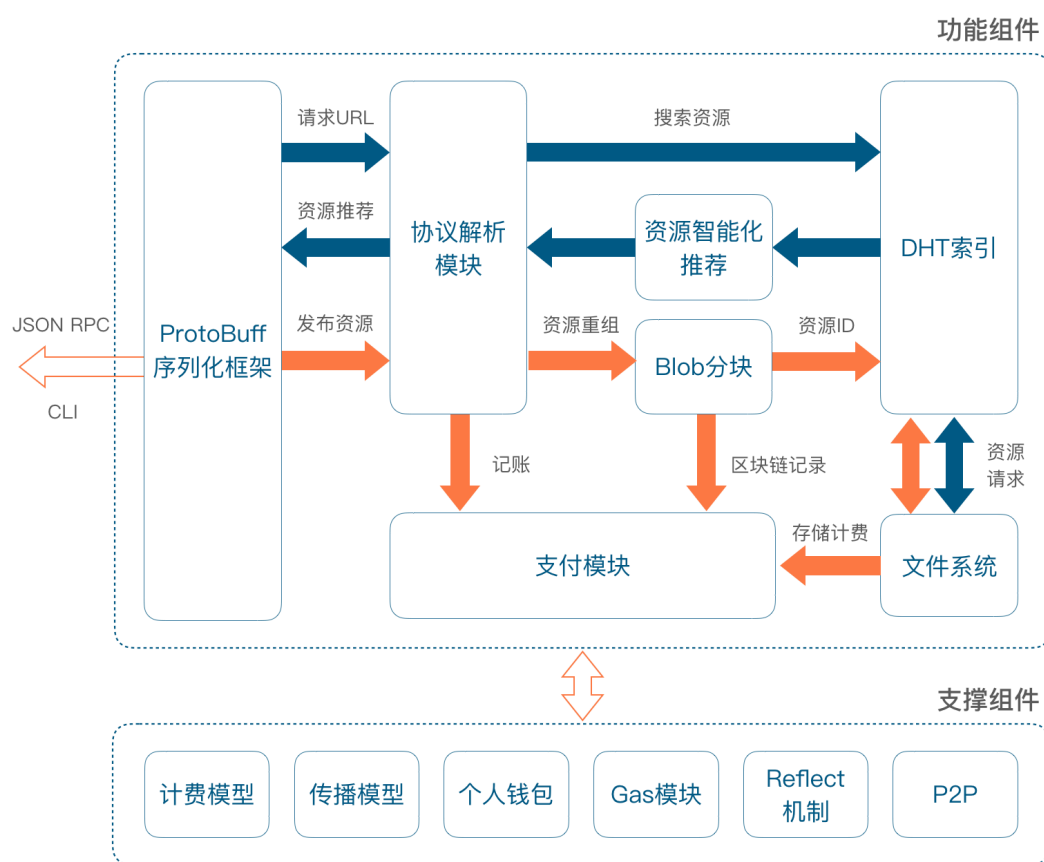 功能组件
请求URL
搜索资源
资源推荐
协议解析
模块
资源智能化
推荐
DHT索引
JSON RPC
ProtoBuff
序列化框架
CLI
发布资源
资源重组
Blob分块
资源ID
记账
区块链记录
资源
请求
支付模块
存储计费
文件系统
支撑组件
计费模型
传播模型
个人钱包
Gas模块
Reflect
机制
P2P